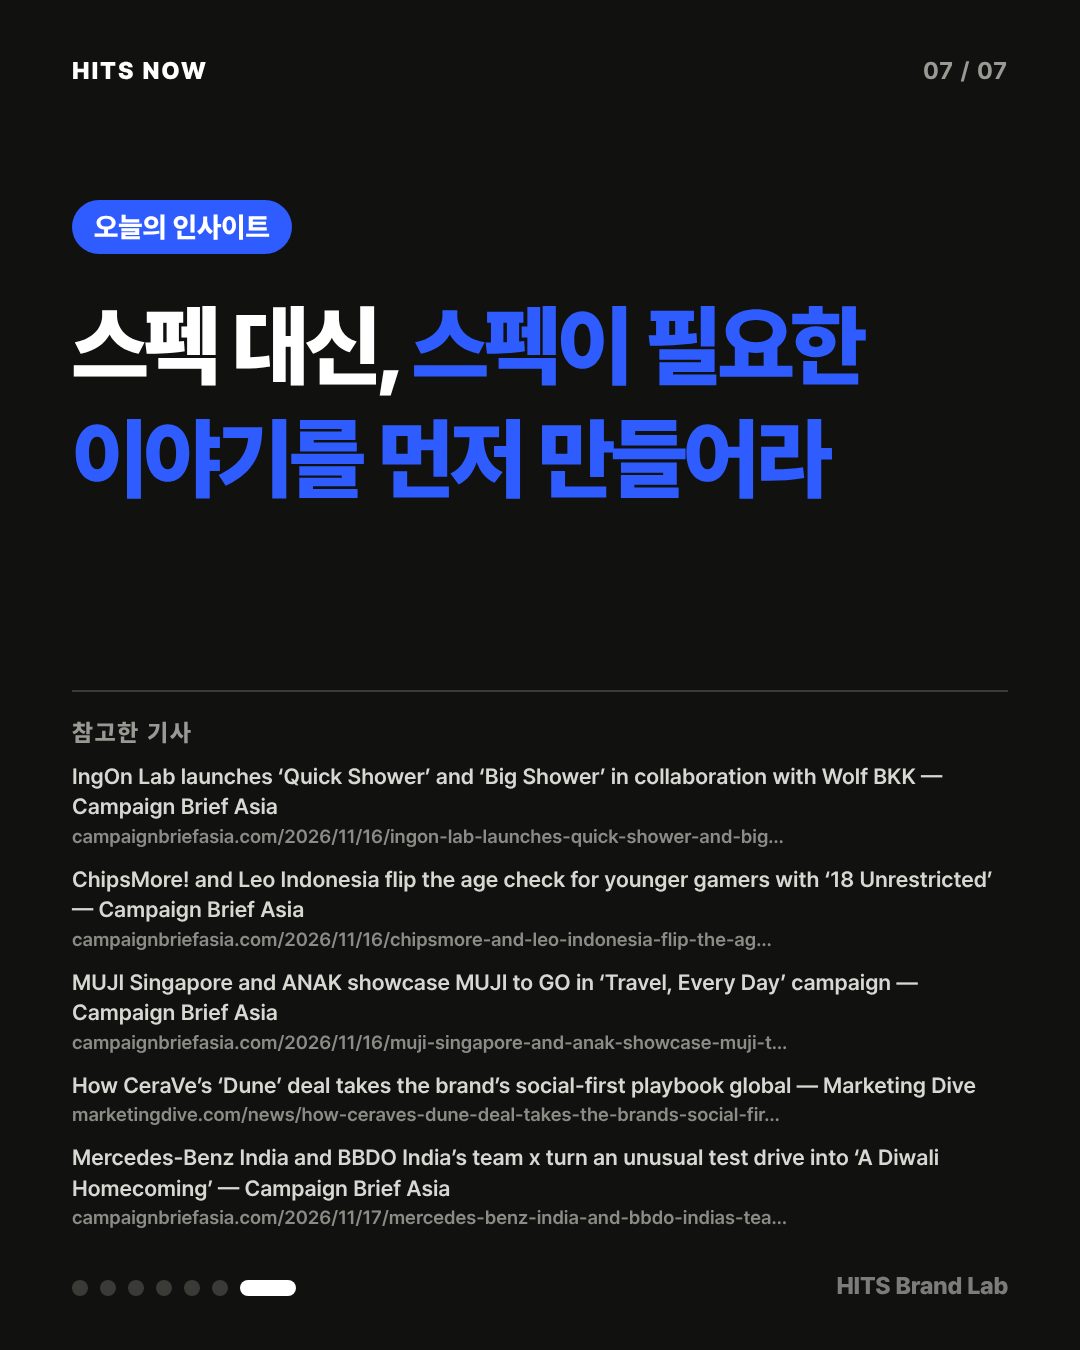 HITS NOW
07 / 07
오늘의 인사이트
스펙 대신, 스펙이 필요한
이야기를 먼저 만들어라
참고한 기사
IngOn Lab launches ‘Quick Shower’ and ‘Big Shower’ in collaboration with Wolf BKK —
Campaign Brief Asia
campaignbriefasia.com/2026/11/16/ingon-lab-launches-quick-shower-and-big...
ChipsMore! and Leo Indonesia flip the age check for younger gamers with ‘18 Unrestricted’
— Campaign Brief Asia
campaignbriefasia.com/2026/11/16/chipsmore-and-leo-indonesia-flip-the-ag...
MUJI Singapore and ANAK showcase MUJI to GO in ‘Travel, Every Day’ campaign —
Campaign Brief Asia
campaignbriefasia.com/2026/11/16/muji-singapore-and-anak-showcase-muji-t...
How CeraVe’s ‘Dune’ deal takes the brand’s social-first playbook global — Marketing Dive
marketingdive.com/news/how-ceraves-dune-deal-takes-the-brands-social-fir...
Mercedes-Benz India and BBDO India’s team x turn an unusual test drive into ‘A Diwali
Homecoming’ — Campaign Brief Asia
campaignbriefasia.com/2026/11/17/mercedes-benz-india-and-bbdo-indias-tea...
HITS Brand Lab